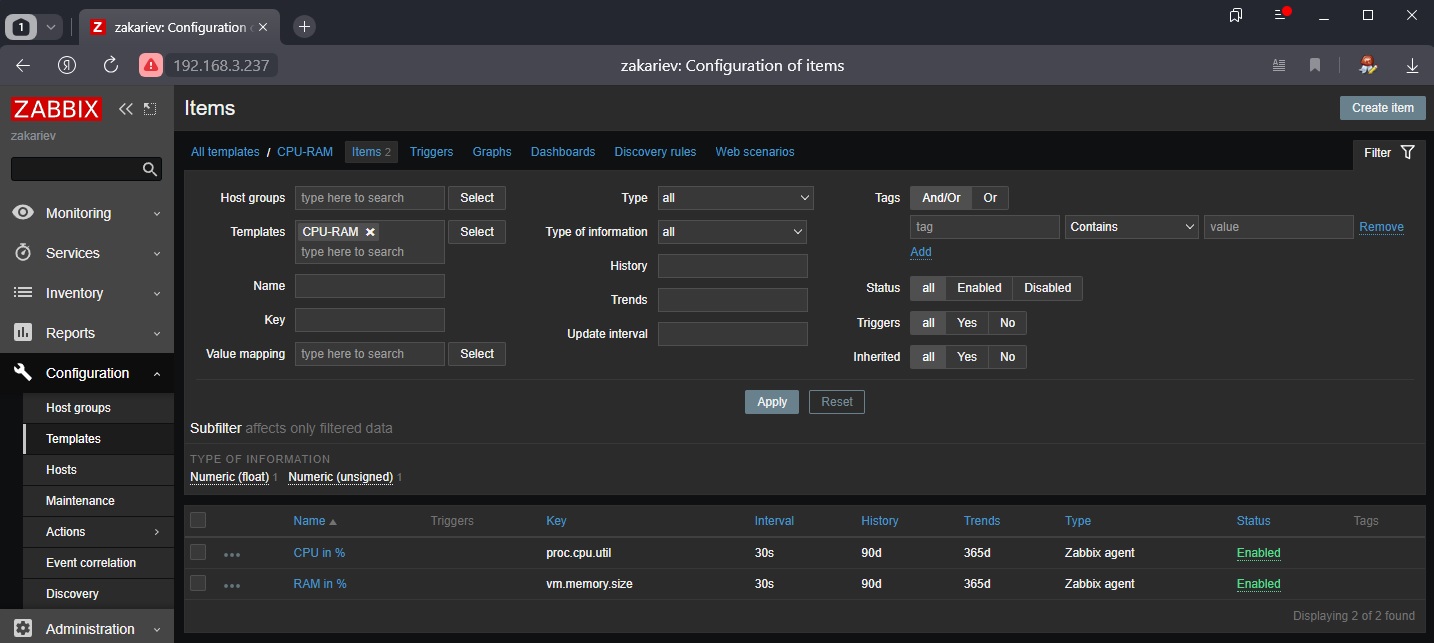 1
Z zakariev: Configuration
Я 192.168.3.237 zakariev: Configuration of items
ZABBIX
zakariev
Monitoring
Services
Inventory
Reports
Configuration
Host groups
Templates
Hosts
Maintenance
Actions
Event correlation
Discovery
Administration
Items Create item
All templates / CPU-RAM Items 2 Triggers Graphs Dashboards Discovery rules Web scenarios Filter
Host groups type here to search Select Type all Tags And/Or Or
tag Contains value Remove
Templates CPU-RAM Select Type of information all
type here to search Add
History
Name Status all Enabled Disabled
Trends
Key Triggers all Yes No
Update interval
Value mapping type here to search Select Inherited all Yes No
Apply Reset
Subfilter affects only filtered data
TYPE OF INFORMATION
Numeric (float) 1 Numeric (unsigned) 1
Name Triggers Key Interval History Trends Type Status Tags
CPU in % proc.cpu.util 30s 90d 365d Zabbix agent Enabled
RAM in % vm.memory.size 30s 90d 365d Zabbix agent Enabled
Displaying 2 of 2 found